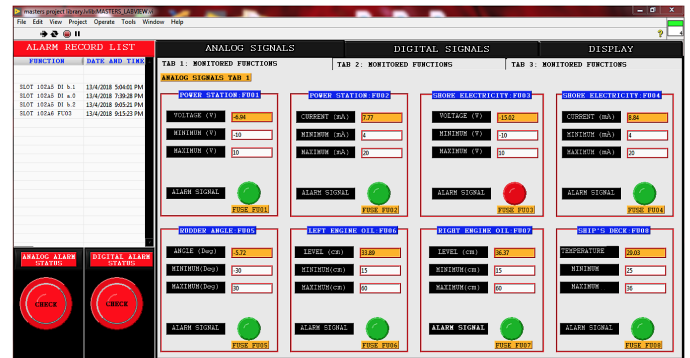 masters project library.lvlib:MASTERS_LABVIEW.vi
File Edit View Project Operate Tools Window Help
ALARM RECORD LIST
FUNCTION DATE AND TIME
SLOT 102A5 DI b.1 13/4/2018 5:04:01 PM
SLOT 102A5 DI a.0 13/4/2018 7:39:28 PM
SLOT 102A5 DI b.2 13/4/2018 9:05:21 PM
SLOT 102A6 FU03 13/4/2018 9:15:23 PM
ANALOG ALARM STATUS
CHECK
DIGITAL ALARM STATUS
CHECK
ANALOG SIGNALS DIGITAL SIGNALS DISPLAY
TAB 1: MONITORED FUNCTIONS TAB 2: MONITORED FUNCTIONS TAB 3: MONITORED FUNCTIONS
ANALOG SIGNALS TAB 1
POWER STATION:FU01
VOLTAGE (V) -6.94
MINIMUM (V) -10
MAXIMUM (V) 10
ALARM SIGNAL
FUSE FU01
POWER STATION:FU02
CURRENT (mA) 7.77
MINIMUM (mA) 4
MAXIMUM (mA) 20
ALARM SIGNAL
FUSE FU02
SHORE ELECTRICITY:FU03
VOLTAGE (V) -15.02
MINIMUM (V) -10
MAXIMUM (V) 10
ALARM SIGNAL
FUSE FU03
SHORE ELECTRICITY:FU04
CURRENT (mA) 8.84
MINIMUM (mA) 4
MAXIMUM (mA) 20
ALARM SIGNAL
FUSE FU04
RUDDER ANGLE:FU05
ANGLE (Deg) -5.72
MINIMUM(Deg) -30
MAXIMUM(Deg) 30
ALARM SIGNAL
FUSE FU05
LEFT ENGINE OIL:FU06
LEVEL (cm) 33.89
MINIMUM(cm) 15
MAXIMUM(cm) 60
ALARM SIGNAL
FUSE FU06
RIGHT ENGINE OIL:FU07
LEVEL (cm) 36.37
MINIMUM(cm) 15
MAXIMUM(cm) 60
ALARM SIGNAL
FUSE FU07
SHIP'S DECK FU08
TEMPERATURE 29.03
MINIMUM 25
MAXIMUM 36
ALARM SIGNAL
FUSE FU08